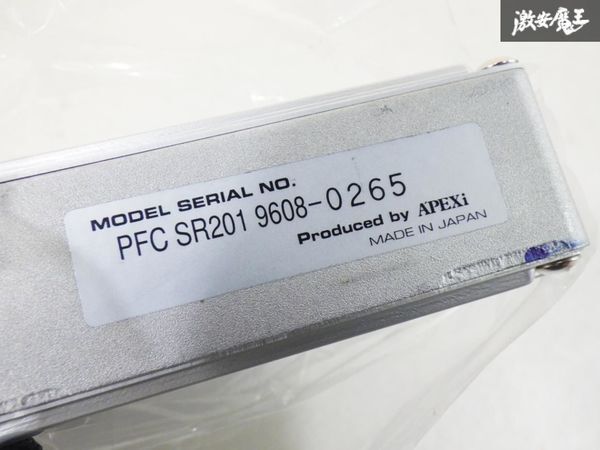 激安魔王
MODEL SERIAL NO.
PFC SR201 9608-0265
Produced by APEXi
MADE IN JAPAN